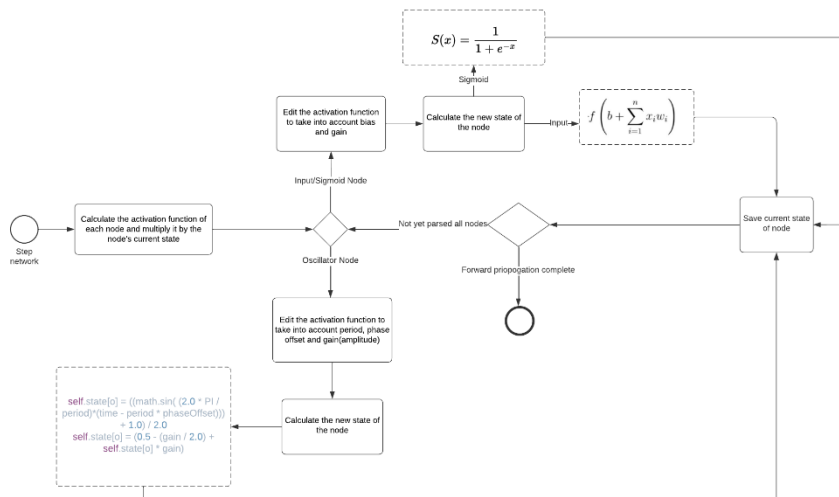 S(x) = 1 / (1 + e^{-x})
Sigmoid
Edit the activation function
to take into account bias
and gain
Calculate the new state of
the node
Input
f ( b + \sum_{i=1}^{n} x_i w_i )
Input/Sigmoid Node
Step
network
Calculate the activation function of
each node and multiply it by the
node's current state
Not yet parsed all nodes
Save current state
of node
Oscillator Node
Forward priopogation complete
Edit the activation function to
take into account period, phase
offset and gain(amplitude)
self.state[o] = ((math.sin( (2.0 * PI /
period)*(time - period * phaseOffset)))
+ 1.0) / 2.0
self.state[o] = (0.5 - (gain / 2.0) +
self.state[o] * gain)
Calculate the new state of
the node